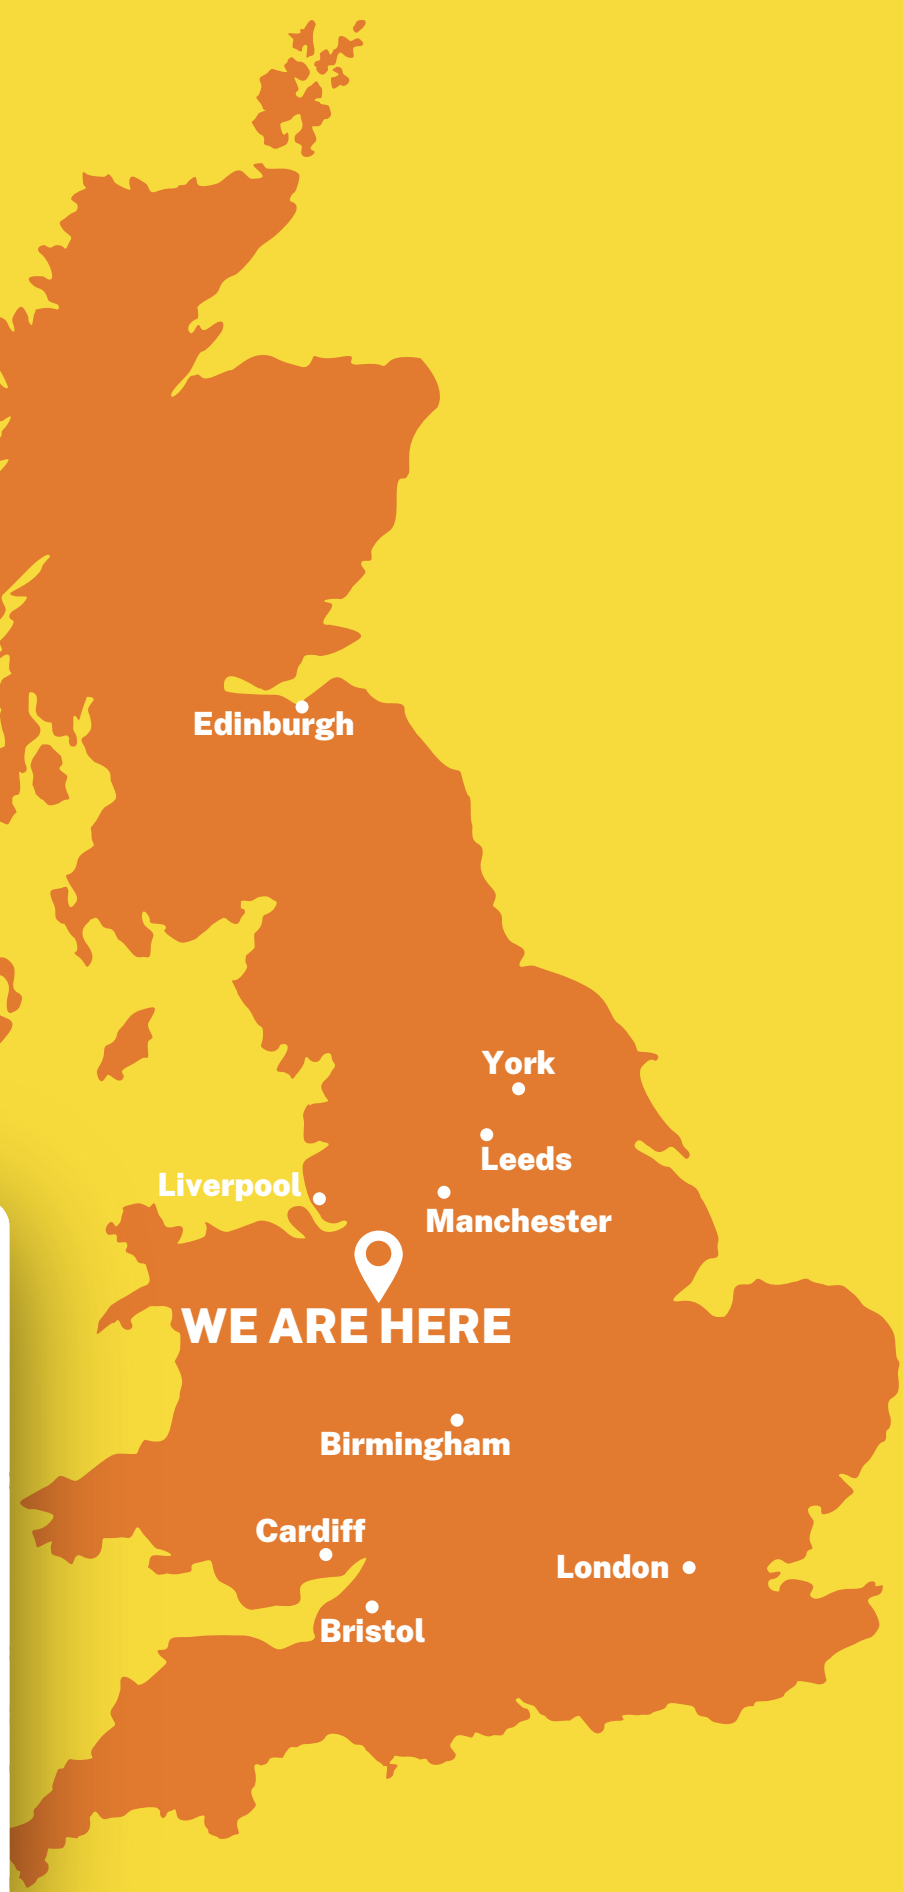 Edinburgh
York
Leeds
Liverpool
Manchester
WE ARE HERE
Birmingham
Cardiff
London
Bristol